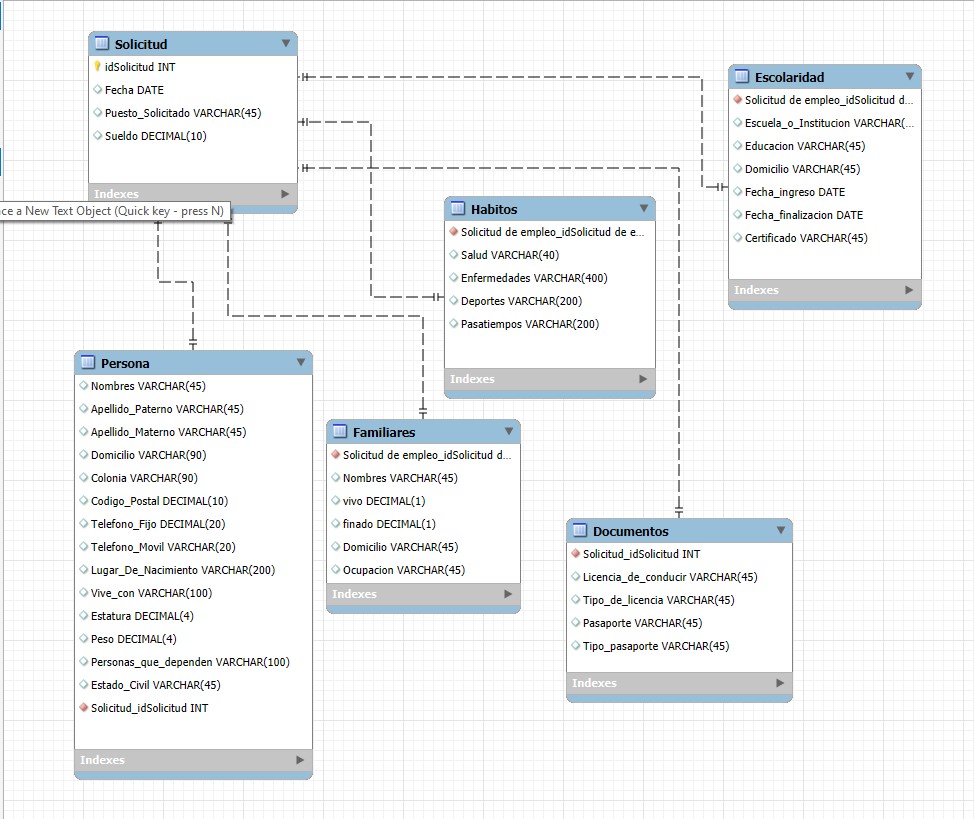 Solicitud
idSolicitud INT
Fecha DATE
Puesto_Solicitado VARCHAR(45)
Sueldo DECIMAL(10)
Indexes
ce a New Text Object (Quick key - press N)
Escolaridad
Solicitud de empleo_idSolicitud d...
Escuela_o_Institucion VARCHAR(...
Educacion VARCHAR(45)
Domicilio VARCHAR(45)
Fecha_ingreso DATE
Fecha_finalizacion DATE
Certificado VARCHAR(45)
Indexes
Habitos
Solicitud de empleo_idSolicitud de e...
Salud VARCHAR(40)
Enfermedades VARCHAR(400)
Deportes VARCHAR(200)
Pasatiempos VARCHAR(200)
Indexes
Persona
Nombres VARCHAR(45)
Apellido_Paterno VARCHAR(45)
Apellido_Materno VARCHAR(45)
Domicilio VARCHAR(90)
Colonia VARCHAR(90)
Codigo_Postal DECIMAL(10)
Telefono_Fijo DECIMAL(20)
Telefono_Movil VARCHAR(20)
Lugar_De_Nacimiento VARCHAR(200)
Vive_con VARCHAR(100)
Estatura DECIMAL(4)
Peso DECIMAL(4)
Personas_que_dependen VARCHAR(100)
Estado_Civil VARCHAR(45)
Solicitud_idSolicitud INT
Indexes
Familiares
Solicitud de empleo_idSolicitud d...
Nombres VARCHAR(45)
vivo DECIMAL(1)
finado DECIMAL(1)
Domicilio VARCHAR(45)
Ocupacion VARCHAR(45)
Indexes
Documentos
Solicitud_idSolicitud INT
Licencia_de_conducir VARCHAR(45)
Tipo_de_licencia VARCHAR(45)
Pasaporte VARCHAR(45)
Tipo_pasaporte VARCHAR(45)
Indexes